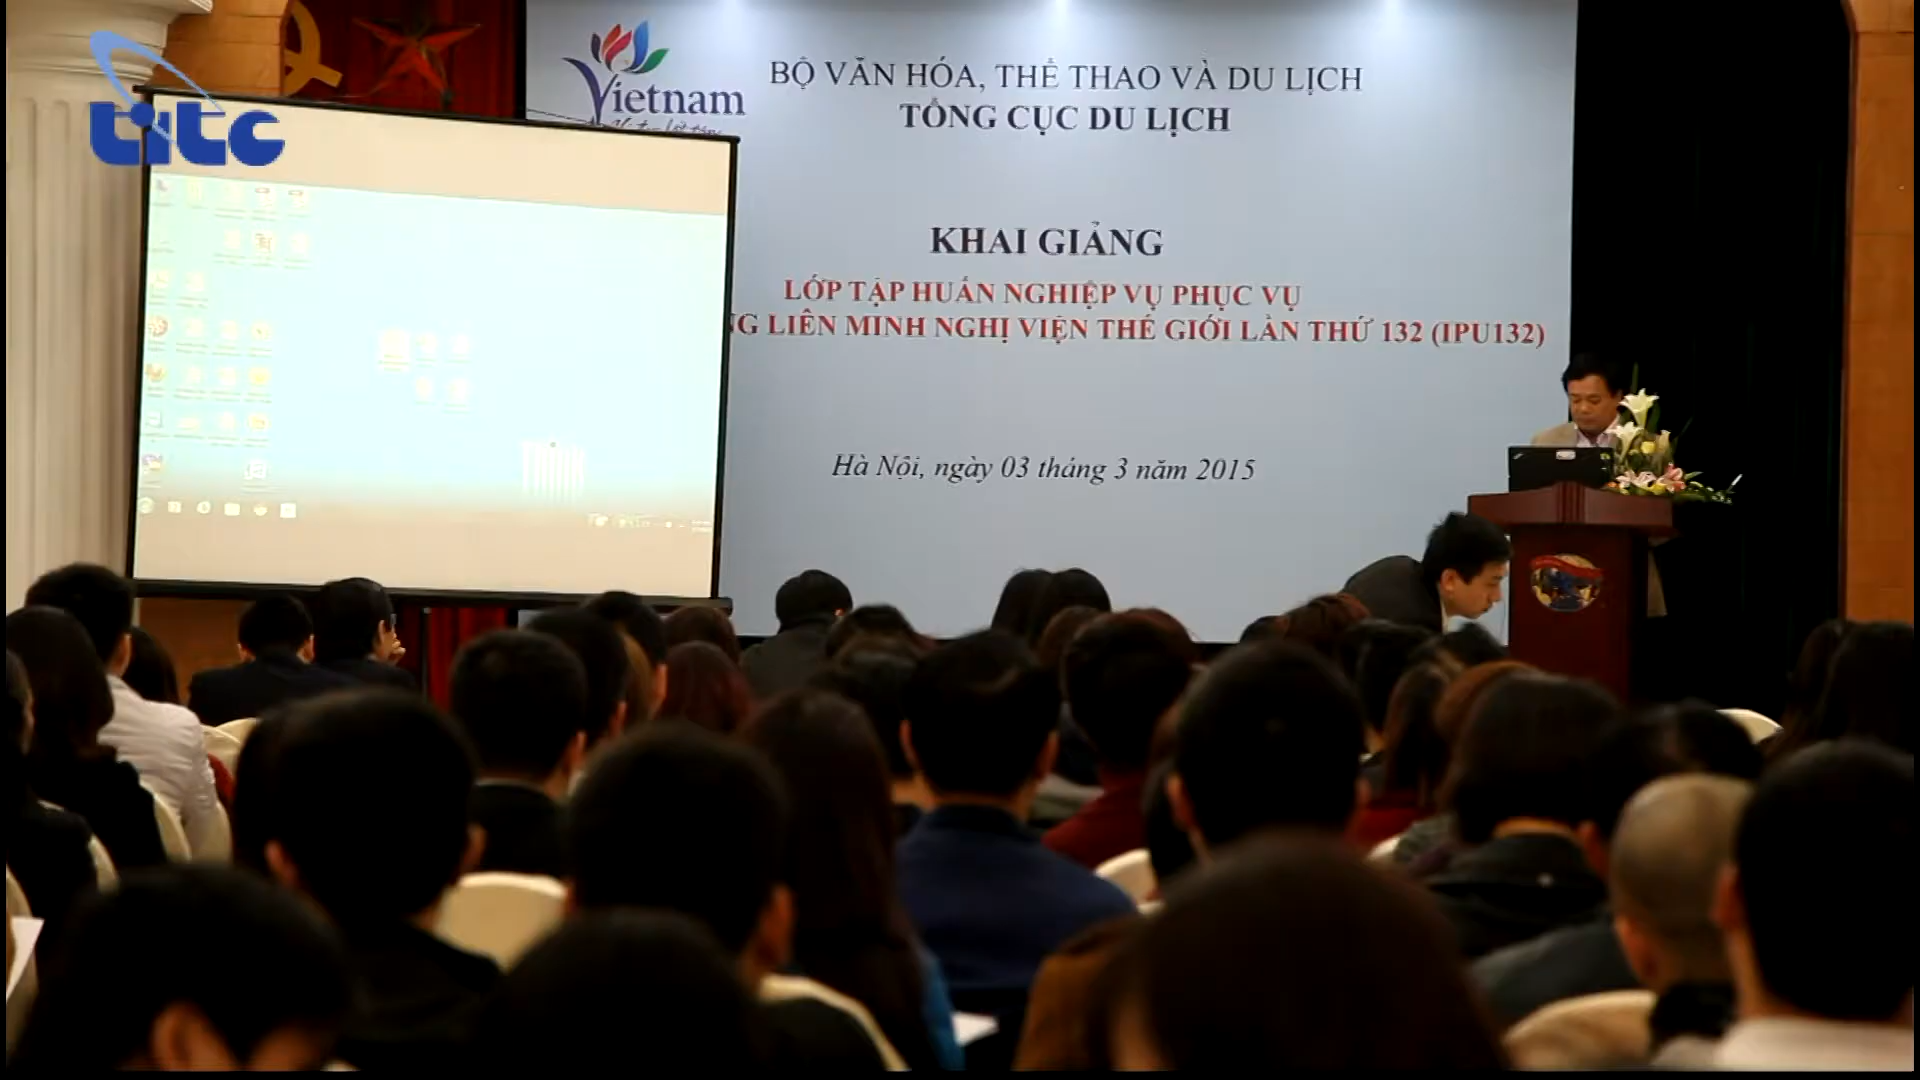 titc
Vietnam
BỘ VĂN HÓA, THỂ THAO VÀ DU LỊCH
TỔNG CỤC DU LỊCH
KHAI GIẢNG
LỚP TẬP HUẤN NGHIỆP VỤ PHỤC VỤ
LIÊN MINH NGHỊ VIỆN THẾ GIỚI LẦN THỨ 132 (IPU132)
Hà Nội, ngày 03 tháng 3 năm 2015